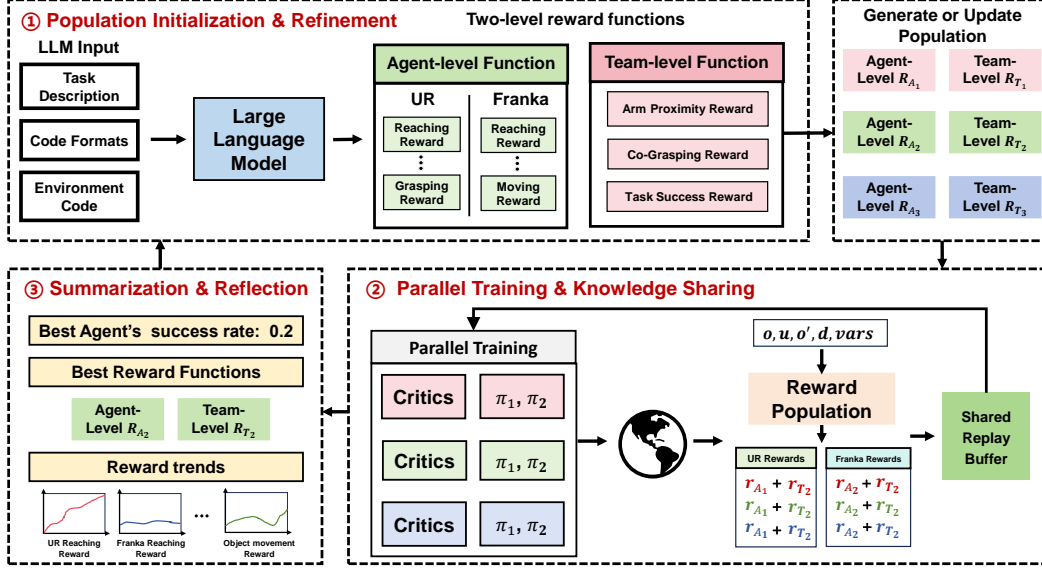 ① Population Initialization & Refinement
Two-level reward functions
LLM Input
Task
Description
Code Formats
Environment
Code
Large
Language
Model
Agent-level Function
UR
Franka
Reaching
Reward
Reaching
Reward
Grasping
Reward
Moving
Reward
Team-level Function
Arm Proximity Reward
Co-Grasping Reward
Task Success Reward
Generate or Update
Population
Agent-
Level R_{A_1}
Team-
Level R_{T_1}
Agent-
Level R_{A_2}
Team-
Level R_{T_2}
Agent-
Level R_{A_3}
Team-
Level R_{T_3}
③ Summarization & Reflection
Best Agent's success rate: 0.2
Best Reward Functions
Agent-
Level R_{A_2}
Team-
Level R_{T_2}
Reward trends
...
UR Reaching
Reward
Franka Reaching
Reward
Object movement
Reward
② Parallel Training & Knowledge Sharing
Parallel Training
Critics
π_1, π_2
Critics
π_1, π_2
Critics
π_1, π_2
o, u, o', d, vars
Reward
Population
UR Rewards
r_{A_1} + r_{T_2}
r_{A_1} + r_{T_2}
r_{A_1} + r_{T_2}
Franka Rewards
r_{A_2} + r_{T_2}
r_{A_2} + r_{T_2}
r_{A_2} + r_{T_2}
Shared
Replay
Buffer